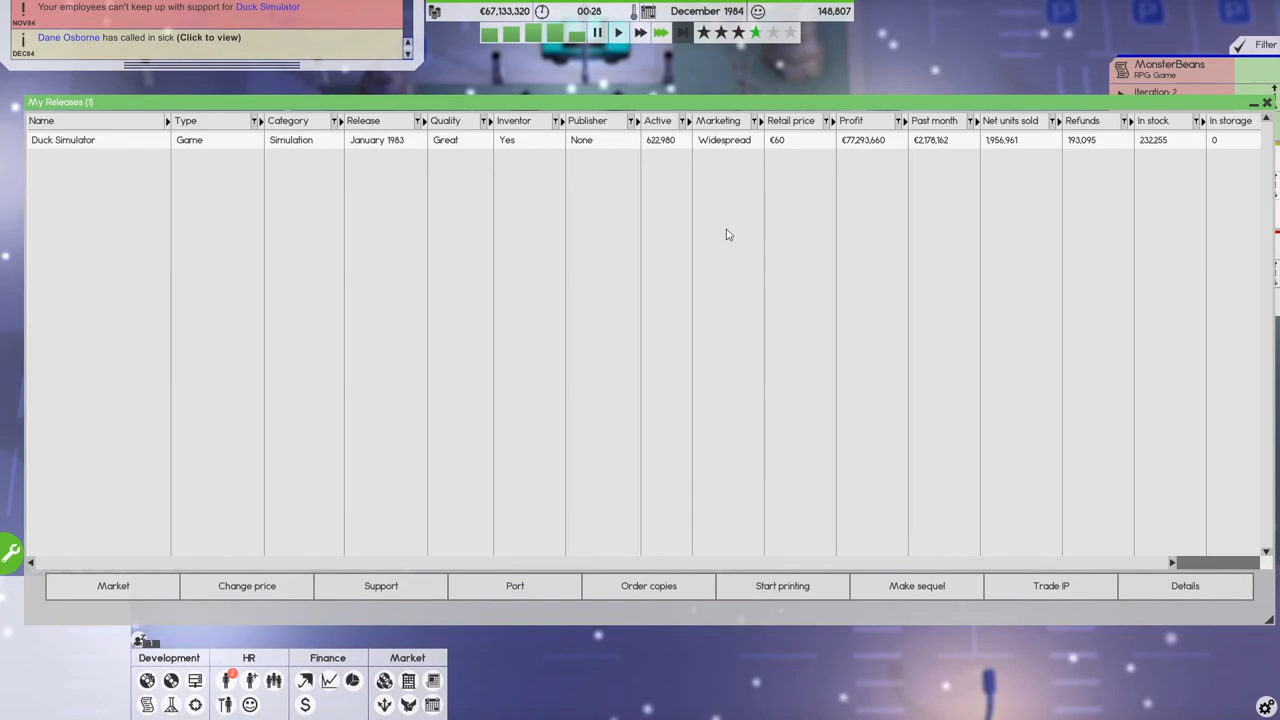 Your employees can't keep up with support for Duck Simulator
NOV84
Dane Osborne has called in sick (Click to view)
DEC84
€67,133,320 00:28 December 1984 148,807
Filter
MonsterBeans
RPG Game
Iteration: 2
My Releases (1)
Name Type Category Release Quality Inventor Publisher Active Marketing Retail price Profit Past month Net units sold Refunds In stock In storage
Duck Simulator Game Simulation January 1983 Great Yes None 622,980 Widespread €60 €77,293,660 €2,178,162 1,956,961 193,095 232,255 0
Market Change price Support Port Order copies Start printing Make sequel Trade IP Details
Development HR Finance Market
2